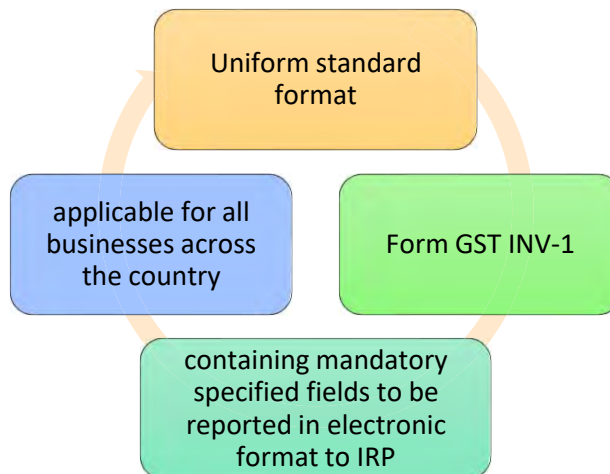 Uniform standard
format
Form GST INV-1
containing mandatory
specified fields to be
reported in electronic
format to IRP
applicable for all
businesses across
the country